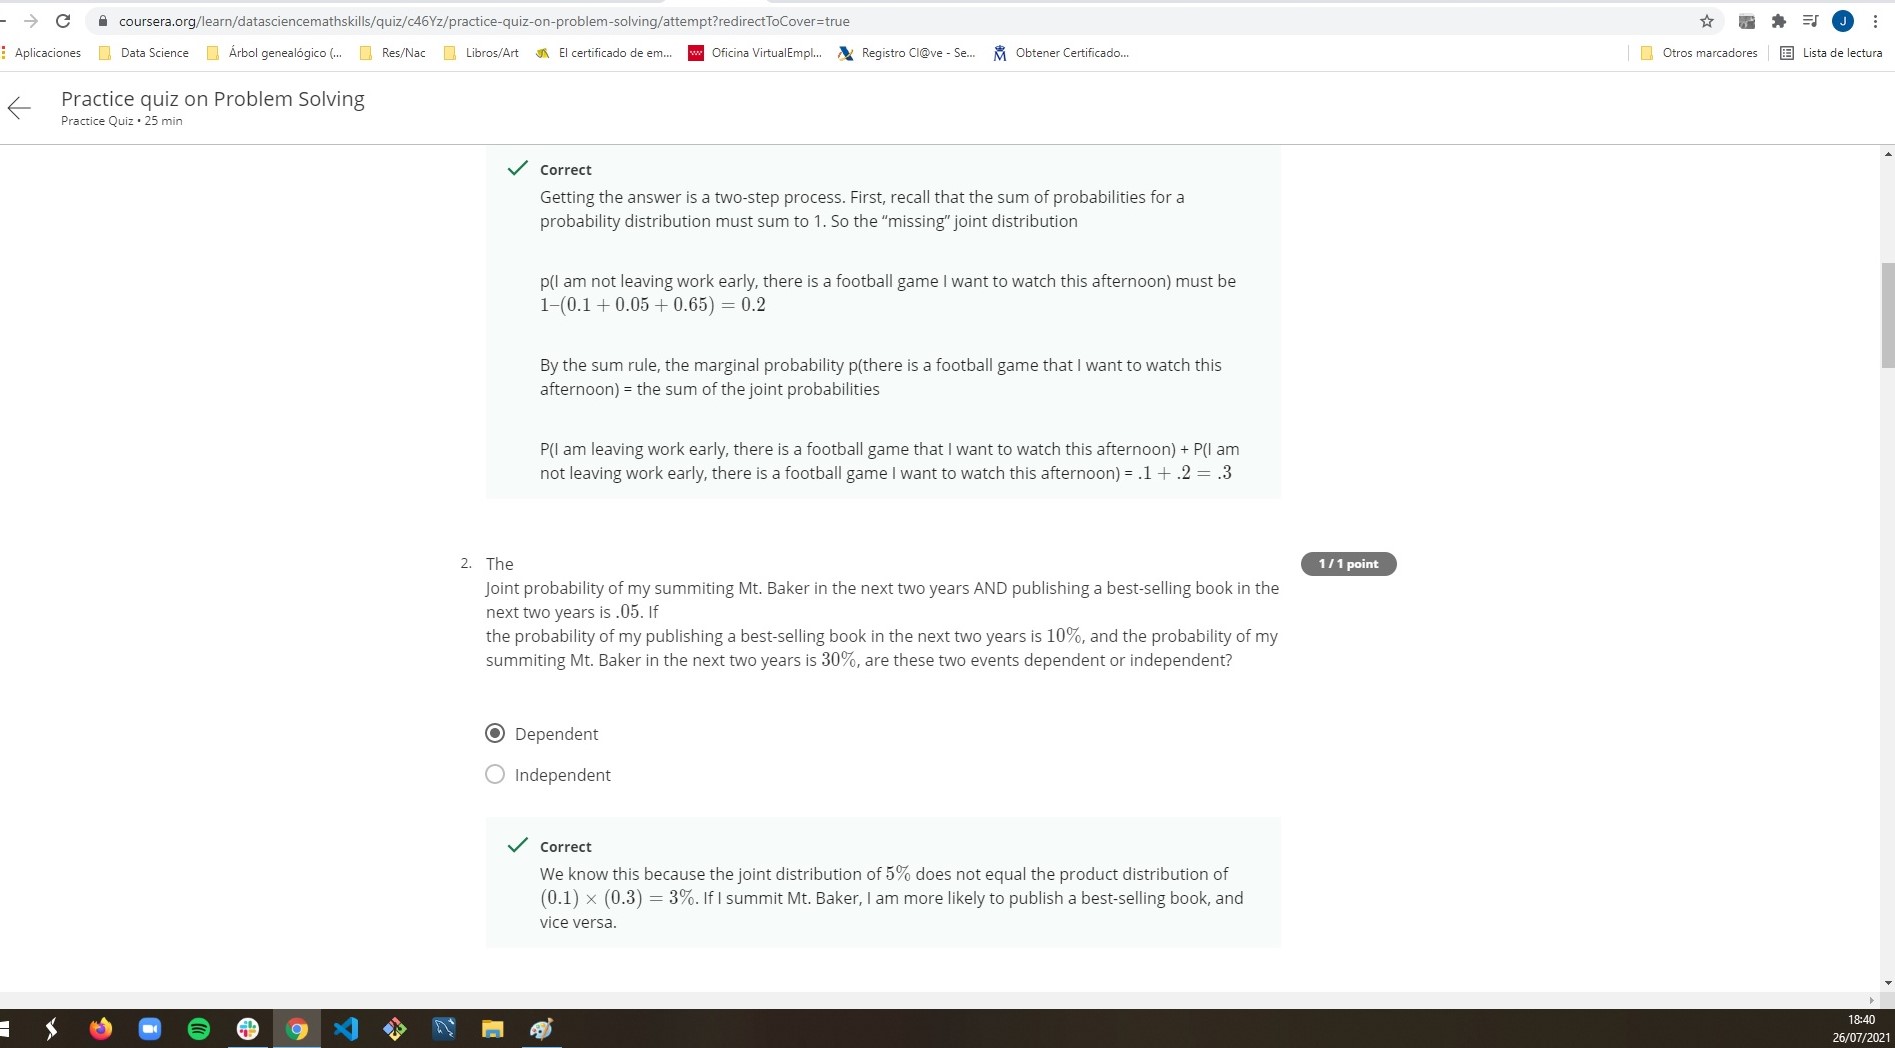 coursera.org/learn/datasciencemathskills/quiz/c46Yz/practice-quiz-on-problem-solving/attempt?redirectToCover=true
J
Aplicaciones Data Science Árbol genealógico (... Res/Nac Libros/Art El certificado de em... Oficina VirtualEmpl... Registro Cl@ve - Se... Obtener Certificado... Otros marcadores Lista de lectura
Practice quiz on Problem Solving
Practice Quiz • 25 min
Correct
Getting the answer is a two-step process. First, recall that the sum of probabilities for a
probability distribution must sum to 1. So the “missing” joint distribution
p(I am not leaving work early, there is a football game I want to watch this afternoon) must be
1–(0.1 + 0.05 + 0.65) = 0.2
By the sum rule, the marginal probability p(there is a football game that I want to watch this
afternoon) = the sum of the joint probabilities
P(I am leaving work early, there is a football game that I want to watch this afternoon) + P(I am
not leaving work early, there is a football game I want to watch this afternoon) = .1 + .2 = .3
2. The
Joint probability of my summiting Mt. Baker in the next two years AND publishing a best-selling book in the
next two years is .05. If
the probability of my publishing a best-selling book in the next two years is 10%, and the probability of my
summiting Mt. Baker in the next two years is 30%, are these two events dependent or independent?
1 / 1 point
Dependent
Independent
Correct
We know this because the joint distribution of 5% does not equal the product distribution of
(0.1) × (0.3) = 3%. If I summit Mt. Baker, I am more likely to publish a best-selling book, and
vice versa.
18:40
26/07/2021